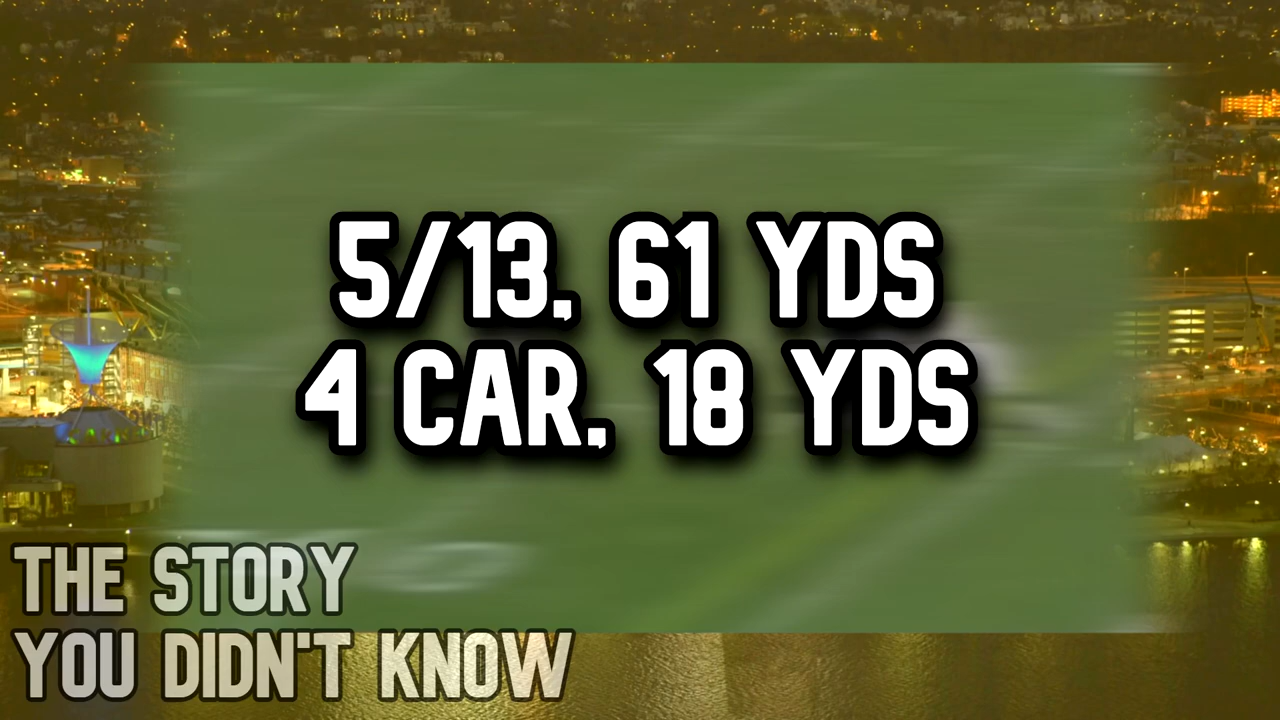 5/13, 61 YDS
4 CAR, 18 YDS
THE STORY
YOU DIDN'T KNOW